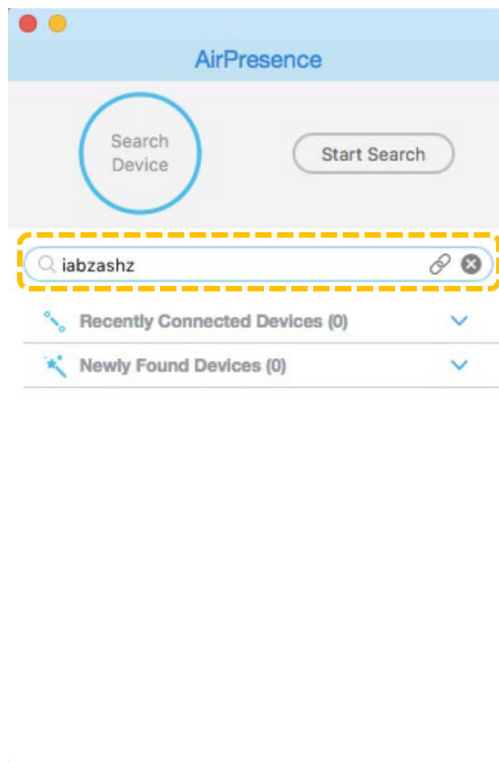 AirPresence
Search
Device
Start Search
iabzashz
Recently Connected Devices (0)
Newly Found Devices (0)